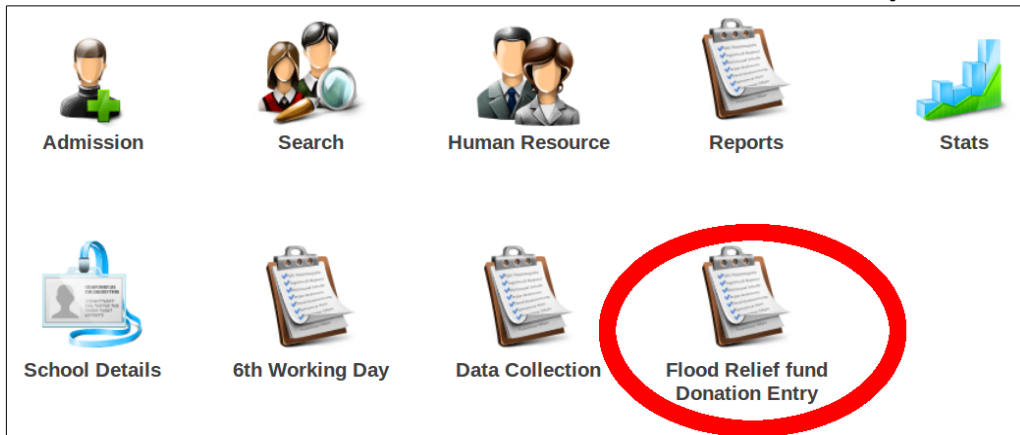 Admission Search Human Resource Reports Stats
School Details 6th Working Day Data Collection Flood Relief fund
Donation Entry